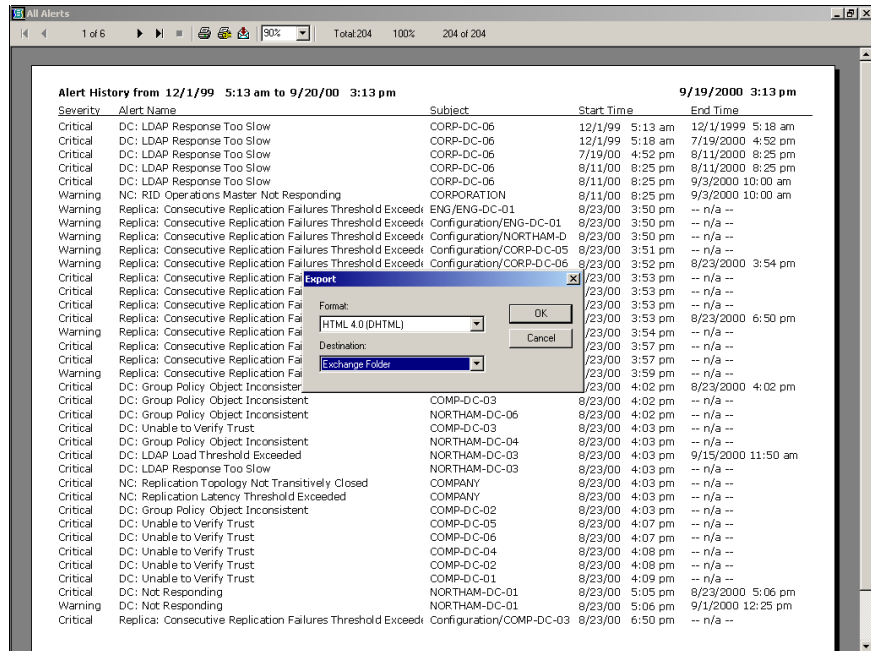 All Alerts
1 of 6
90%
Total:204
100%
204 of 204
Alert History from 12/1/99 5:13 am to 9/20/00 3:13 pm 9/19/2000 3:13 pm
Severity Alert Name Subject Start Time End Time
Critical DC: LDAP Response Too Slow CORP-DC-06 12/1/99 5:13 am 12/1/1999 5:18 am
Critical DC: LDAP Response Too Slow CORP-DC-06 12/1/99 5:18 am 7/19/2000 4:52 pm
Critical DC: LDAP Response Too Slow CORP-DC-06 7/19/00 4:52 pm 8/11/2000 8:25 pm
Critical DC: LDAP Response Too Slow CORP-DC-06 8/11/00 8:25 pm 8/11/2000 8:25 pm
Critical DC: LDAP Response Too Slow CORP-DC-06 8/11/00 8:25 pm 9/3/2000 10:00 am
Warning NC: RID Operations Master Not Responding CORPORATION 8/11/00 8:25 pm 9/3/2000 10:00 am
Warning Replica: Consecutive Replication Failures Threshold Exceede ENG/ENG-DC-01 8/23/00 3:50 pm -- n/a --
Warning Replica: Consecutive Replication Failures Threshold Exceede Configuration/ENG-DC-01 8/23/00 3:50 pm -- n/a --
Warning Replica: Consecutive Replication Failures Threshold Exceede Configuration/NORTHAM-D 8/23/00 3:50 pm -- n/a --
Warning Replica: Consecutive Replication Failures Threshold Exceede Configuration/CORP-DC-05 8/23/00 3:51 pm -- n/a --
Warning Replica: Consecutive Replication Failures Threshold Exceede Configuration/CORP-DC-06 8/23/00 3:52 pm 8/23/2000 3:54 pm
Critical Replica: Consecutive Replication Fai /23/00 3:53 pm -- n/a --
Critical Replica: Consecutive Replication Fai /23/00 3:53 pm -- n/a --
Critical Replica: Consecutive Replication Fai /23/00 3:53 pm -- n/a --
Critical Replica: Consecutive Replication Fai /23/00 3:53 pm 8/23/2000 6:50 pm
Warning Replica: Consecutive Replication Fai /23/00 3:54 pm -- n/a --
Critical Replica: Consecutive Replication Fai /23/00 3:57 pm -- n/a --
Critical Replica: Consecutive Replication Fai /23/00 3:57 pm -- n/a --
Warning Replica: Consecutive Replication Fai /23/00 3:59 pm -- n/a --
Critical DC: Group Policy Object Inconsisten /23/00 4:02 pm 8/23/2000 4:02 pm
Critical DC: Group Policy Object Inconsistent COMP-DC-03 8/23/00 4:02 pm -- n/a --
Critical DC: Group Policy Object Inconsistent NORTHAM-DC-06 8/23/00 4:02 pm -- n/a --
Critical DC: Unable to Verify Trust COMP-DC-03 8/23/00 4:03 pm -- n/a --
Critical DC: Group Policy Object Inconsistent NORTHAM-DC-04 8/23/00 4:03 pm -- n/a --
Critical DC: LDAP Load Threshold Exceeded NORTHAM-DC-03 8/23/00 4:03 pm 9/15/2000 11:50 am
Critical DC: LDAP Response Too Slow NORTHAM-DC-03 8/23/00 4:03 pm -- n/a --
Critical NC: Replication Topology Not Transitively Closed COMPANY 8/23/00 4:03 pm -- n/a --
Critical NC: Replication Latency Threshold Exceeded COMPANY 8/23/00 4:03 pm -- n/a --
Critical DC: Group Policy Object Inconsistent COMP-DC-02 8/23/00 4:03 pm -- n/a --
Critical DC: Unable to Verify Trust COMP-DC-05 8/23/00 4:07 pm -- n/a --
Critical DC: Unable to Verify Trust COMP-DC-06 8/23/00 4:07 pm -- n/a --
Critical DC: Unable to Verify Trust COMP-DC-04 8/23/00 4:08 pm -- n/a --
Critical DC: Unable to Verify Trust COMP-DC-02 8/23/00 4:08 pm -- n/a --
Critical DC: Unable to Verify Trust COMP-DC-01 8/23/00 4:09 pm -- n/a --
Critical DC: Not Responding NORTHAM-DC-01 8/23/00 5:05 pm 8/23/2000 5:06 pm
Warning DC: Not Responding NORTHAM-DC-01 8/23/00 5:06 pm 9/1/2000 12:25 pm
Critical Replica: Consecutive Replication Failures Threshold Exceede Configuration/COMP-DC-03 8/23/00 6:50 pm -- n/a --
Export
Format:
HTML 4.0 (DHTML)
Destination:
Exchange Folder
OK
Cancel